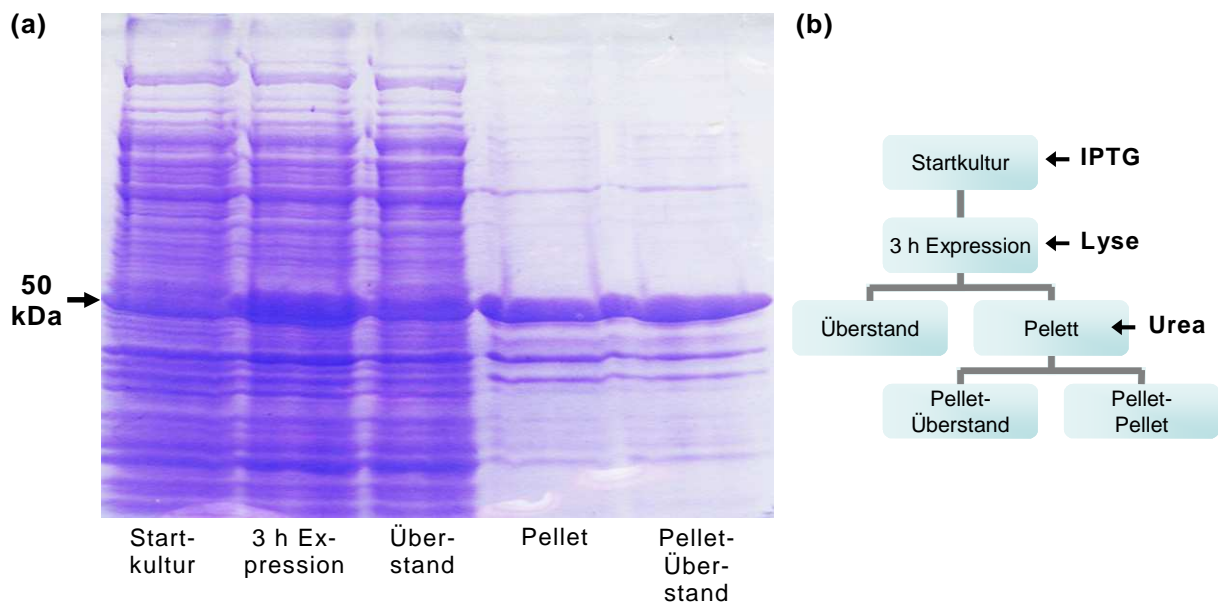 (a)
50
kDa
Start-
kultur
3 h Ex-
pression
Über-
stand
Pellet
Pellet-
Über-
stand
(b)
Startkultur
IPTG
3 h Expression
Lyse
Überstand
Pelett
Urea
Pellet-
Überstand
Pellet-
Pellet